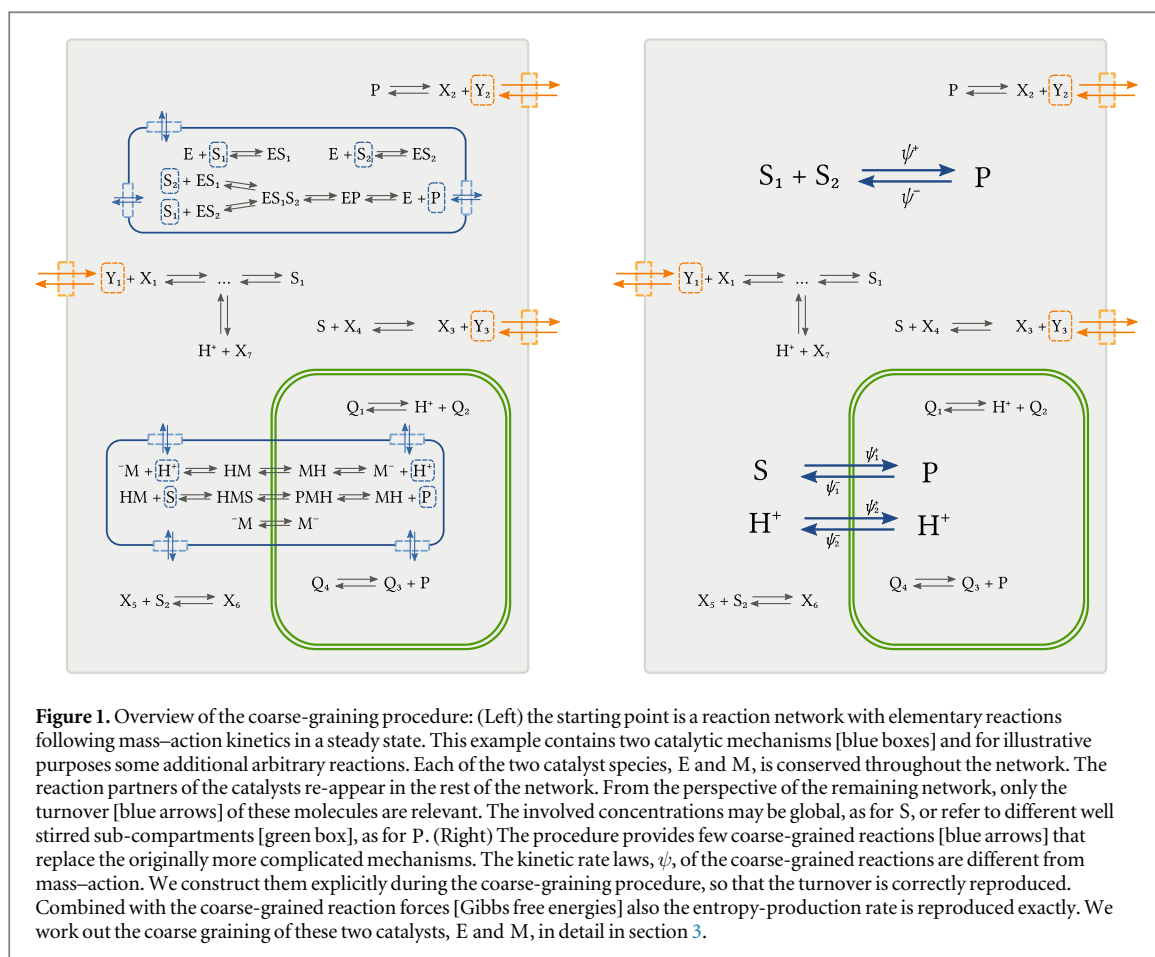 P ⇌ X₂ + Y₂
E + S₁ ⇌ ES₁ E + S₂ ⇌ ES₂
S₂ + ES₁
ES₁S₂ ⇌ EP ⇌ E + P
S₁ + ES₂
Y₁ + X₁ ⇌ ... ⇌ S₁
S + X₄ ⇌ X₃ + Y₃
H⁺ + X₇
Q₁ ⇌ H⁺ + Q₂
⁻M + H⁺ ⇌ HM ⇌ MH ⇌ M⁻ + H⁺
HM + S ⇌ HMS ⇌ PMH ⇌ MH + P
⁻M ⇌ M⁻
Q₄ ⇌ Q₃ + P
X₅ + S₂ ⇌ X₆
P ⇌ X₂ + Y₂
ψ⁺
S₁ + S₂ ⇌ P
ψ⁻
Y₁ + X₁ ⇌ ... ⇌ S₁
S + X₄ ⇌ X₃ + Y₃
H⁺ + X₇
Q₁ ⇌ H⁺ + Q₂
ψ₁⁺
S ⇌ P
ψ₁⁻
ψ₂⁺
H⁺ ⇌ H⁺
ψ₂⁻
Q₄ ⇌ Q₃ + P
X₅ + S₂ ⇌ X₆
Figure 1. Overview of the coarse-graining procedure: (Left) the starting point is a reaction network with elementary reactions
following mass–action kinetics in a steady state. This example contains two catalytic mechanisms [blue boxes] and for illustrative
purposes some additional arbitrary reactions. Each of the two catalyst species, E and M, is conserved throughout the network. The
reaction partners of the catalysts re-appear in the rest of the network. From the perspective of the remaining network, only the
turnover [blue arrows] of these molecules are relevant. The involved concentrations may be global, as for S, or refer to different well
stirred sub-compartments [green box], as for P. (Right) The procedure provides few coarse-grained reactions [blue arrows] that
replace the originally more complicated mechanisms. The kinetic rate laws, ψ, of the coarse-grained reactions are different from
mass–action. We construct them explicitly during the coarse-graining procedure, so that the turnover is correctly reproduced.
Combined with the coarse-grained reaction forces [Gibbs free energies] also the entropy-production rate is reproduced exactly. We
work out the coarse graining of these two catalysts, E and M, in detail in section 3.